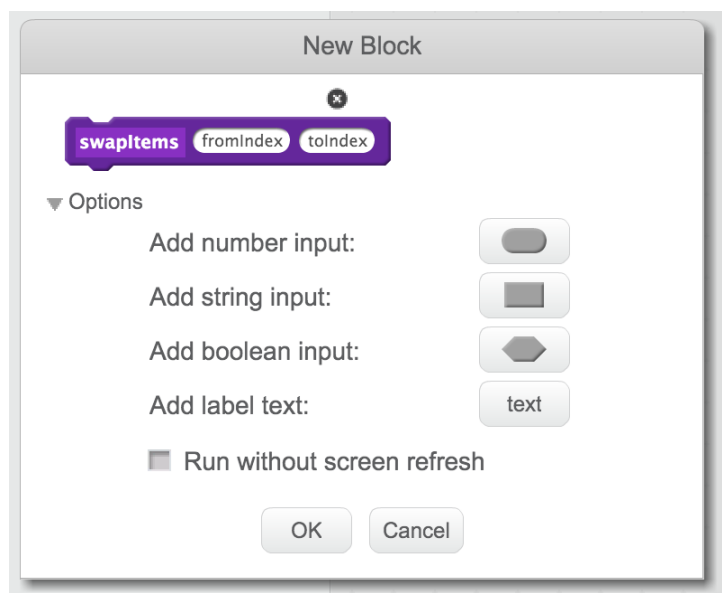 New Block
swapItems fromIndex toIndex
Options
Add number input:
Add string input:
Add boolean input:
Add label text: text
Run without screen refresh
OK Cancel